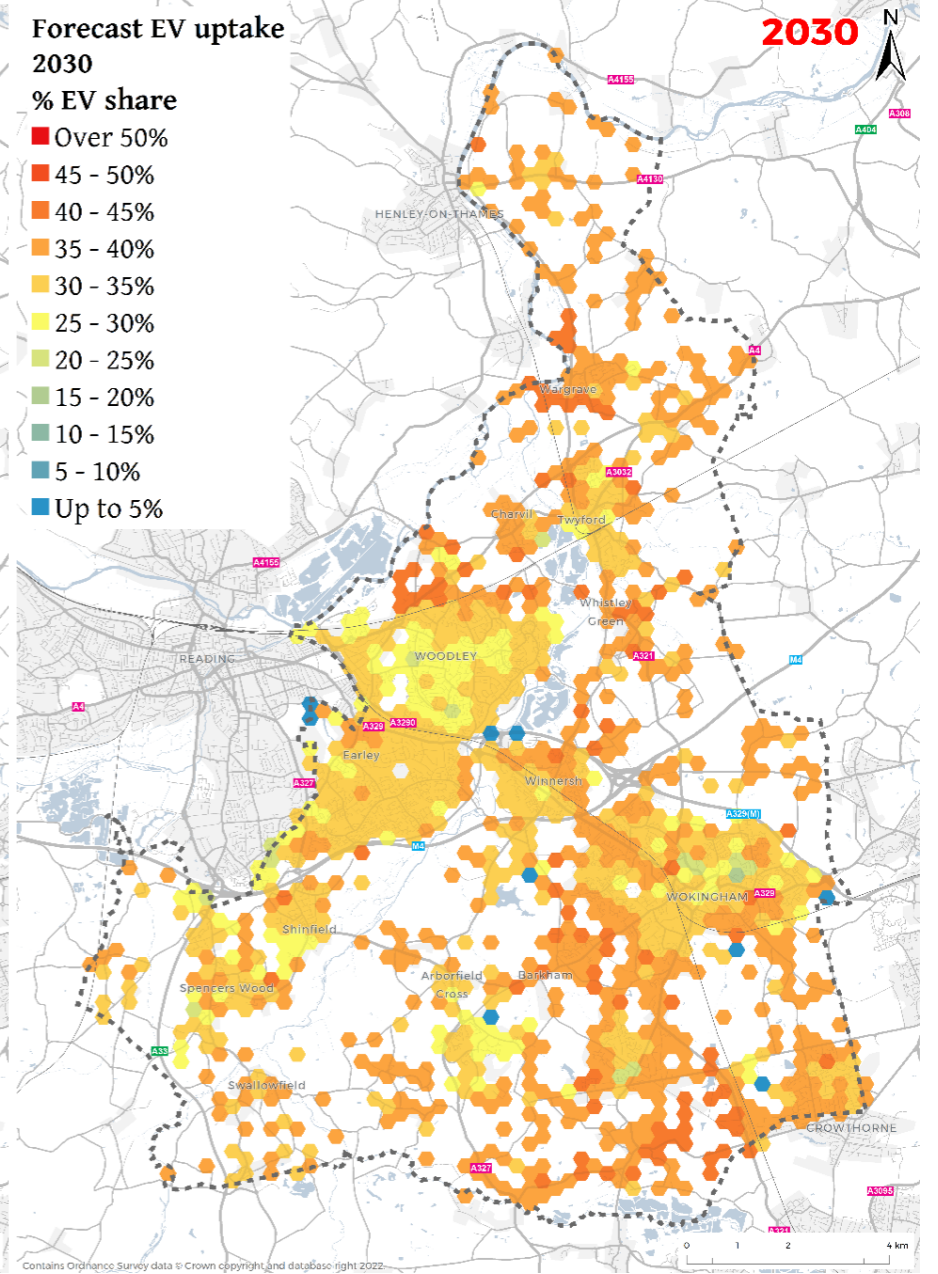 Forecast EV uptake
2030
% EV share
Over 50%
45 - 50%
40 - 45%
35 - 40%
30 - 35%
25 - 30%
20 - 25%
15 - 20%
10 - 15%
5 - 10%
Up to 5%
2030
N
A4155
A308
A404
A4130
HENLEY-ON-THAMES
A4
Wargrave
A3032
Charvil
Twyford
A4155
Whistley
Green
READING
WOODLEY
A321
M4
A4
A329
A3290
Earley
Winnersh
A327
A329(M)
M4
WOKINGHAM
A329
Shinfield
Arborfield
Cross
Barkham
Spencers Wood
A33
Swallowfield
CROWTHORNE
A327
A3095
A321
0 1 2 4 km
Contains Ordnance Survey data © Crown copyright and database right 2022